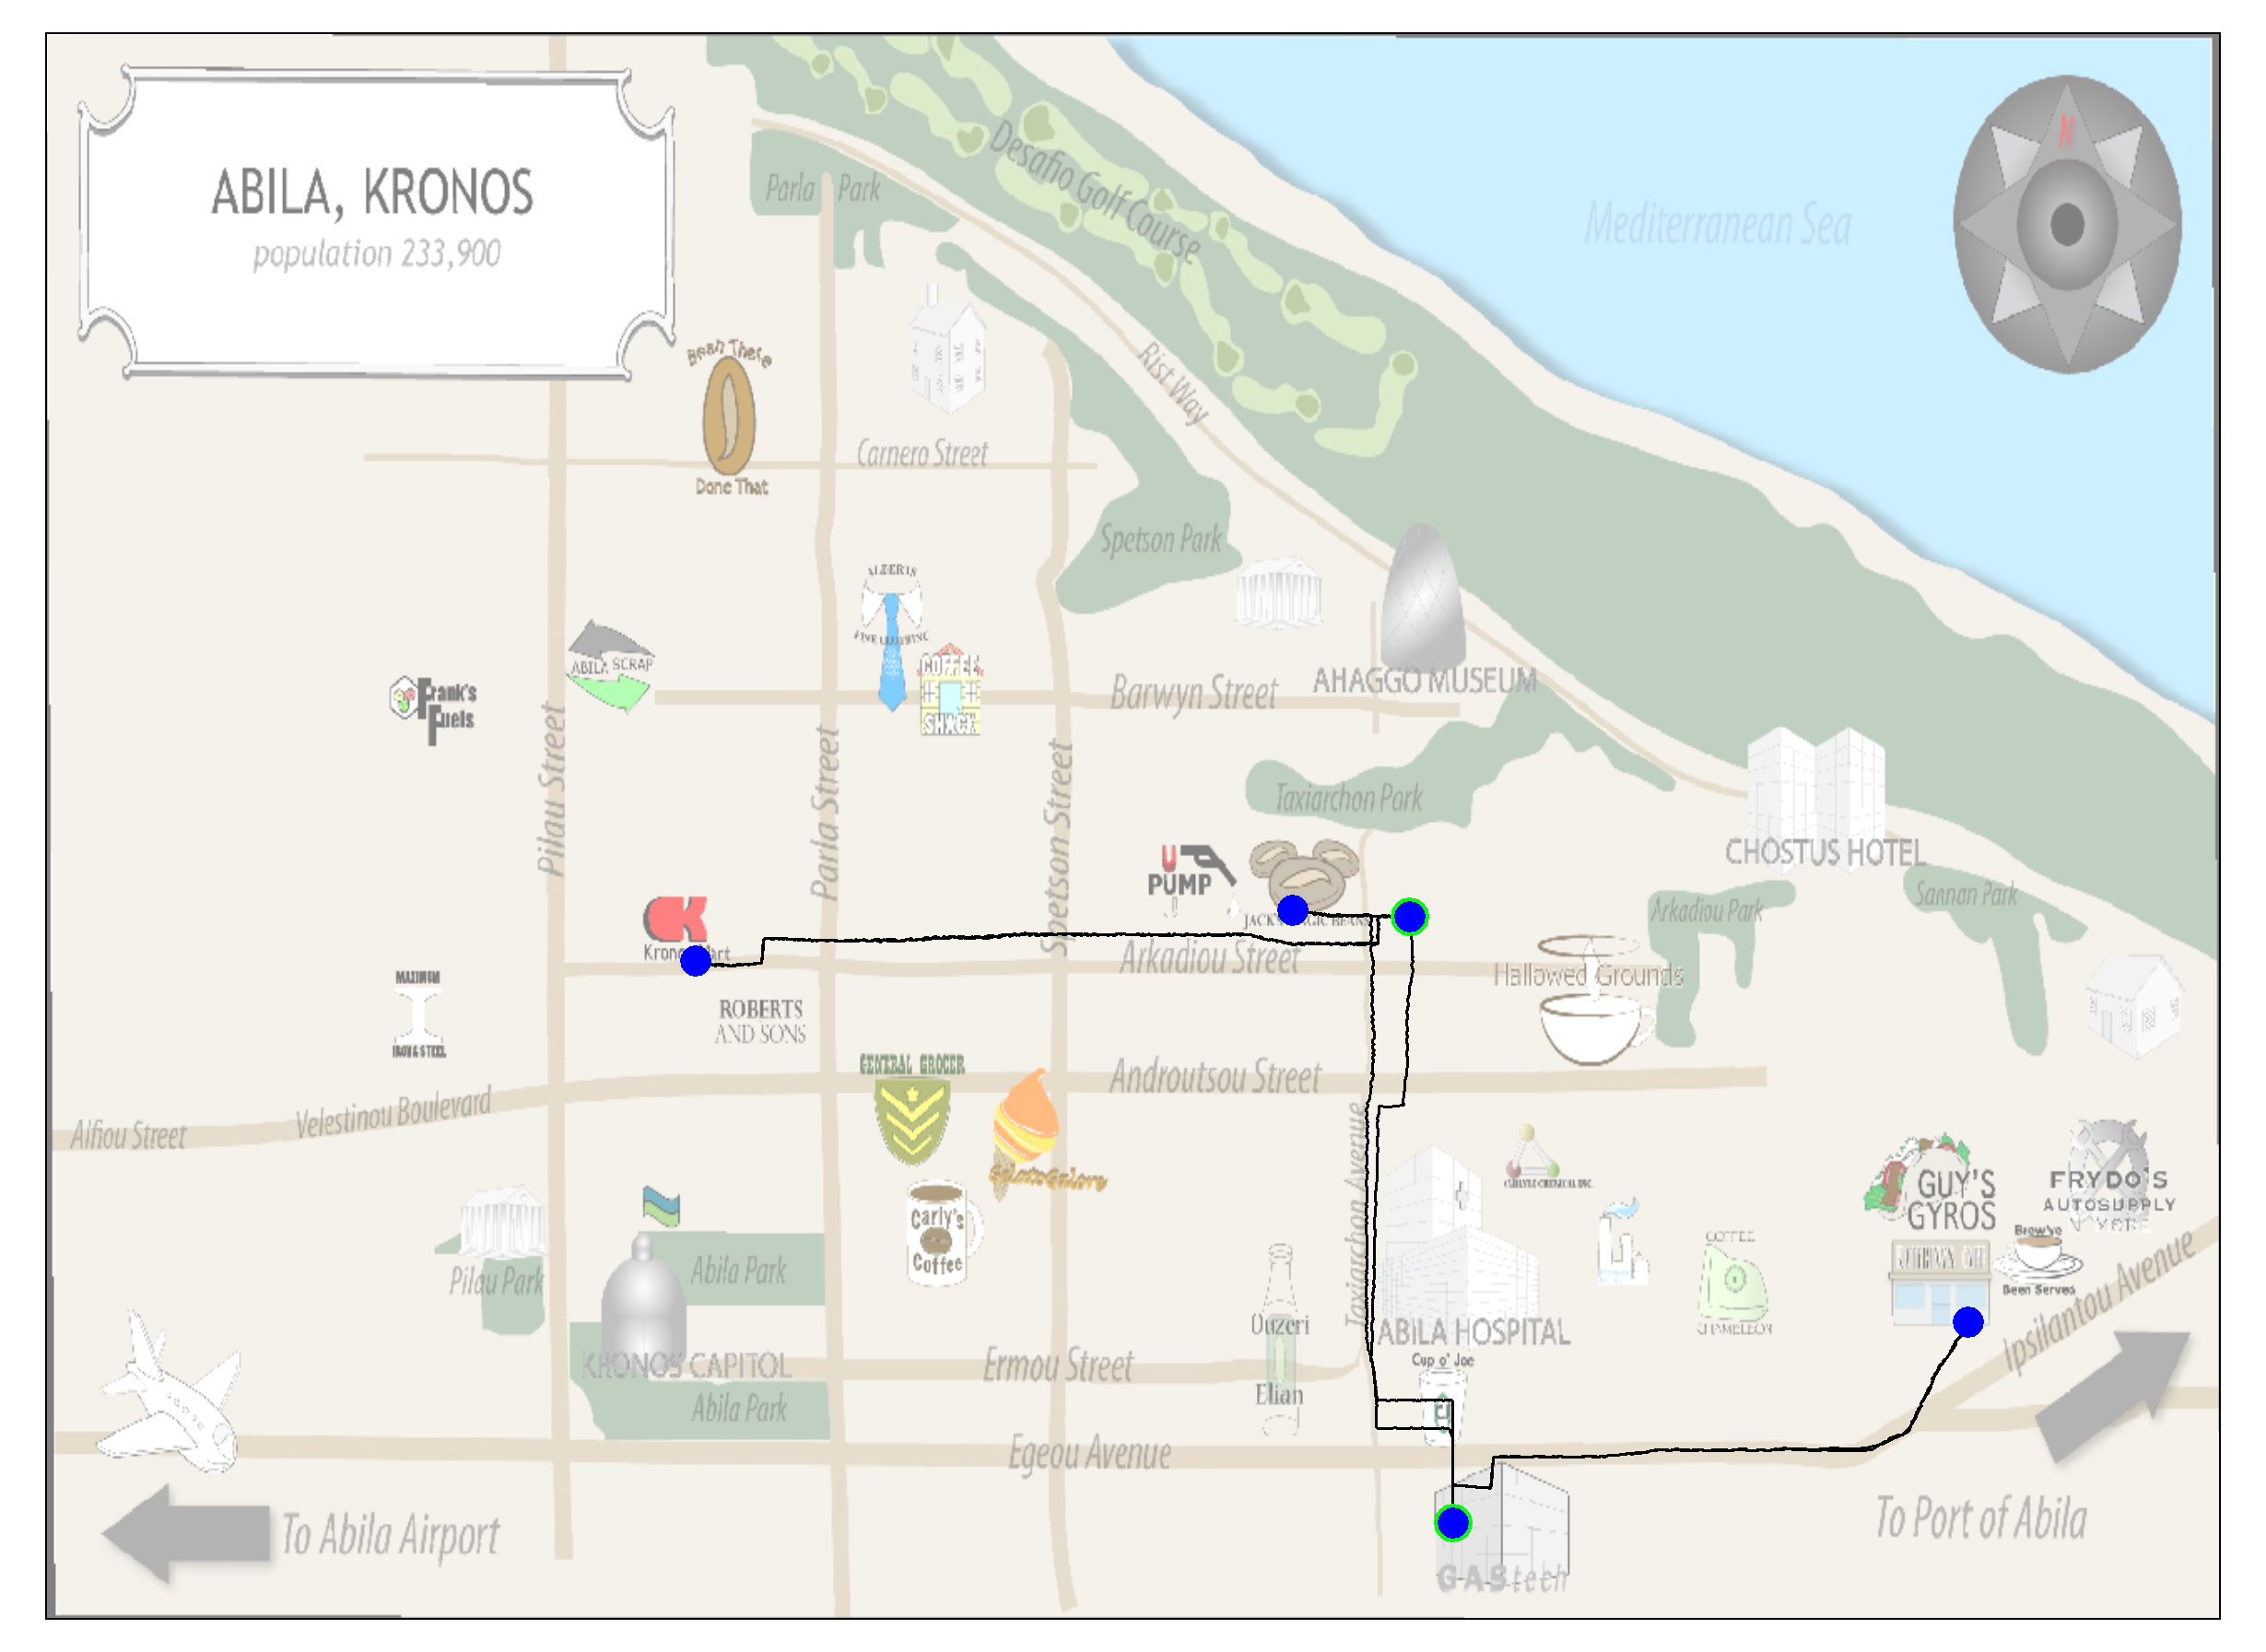 ABILA, KRONOS
population 233,900
Parla Park
Desafio Golf Course
Mediterranean Sea
N
Rist Way
Bean There
Done That
Carnero Street
Spetson Park
ALBERTS
FINE CLOTHING
ABILA SCRAP
Frank's
Fuels
COFFEE
SHACK
Barwyn Street
AHAGGO MUSEUM
Pilau Street
Parla Street
Spetson Street
Taxiarchon Park
CHOSTUS HOTEL
U
PUMP
JACK'S MAGIC BEANS
Arkadiou Park
Sannan Park
Arkadiou Street
Hallowed Grounds
MAXIMUM
IRON & STEEL
ROBERTS
AND SONS
GENERAL GROCER
Androutsou Street
Alfiou Street
Velestinou Boulevard
GelatoGalore
Taxiarchon Avenue
CARLYLE CHEMICAL INC.
GUY'S
GYROS
FRYDO'S
AUTOSUPPLY
N' MORE
Carly's
Coffee
Pilau Park
Abila Park
COFFEE
CHAMELEON
Brew've
Been Served
Ipsilantou Avenue
Ouzeri
Elian
ABILA HOSPITAL
Cup o' Joe
KRONOS CAPITOL
Ermou Street
Abila Park
Egeou Avenue
To Abila Airport
To Port of Abila
GAStech